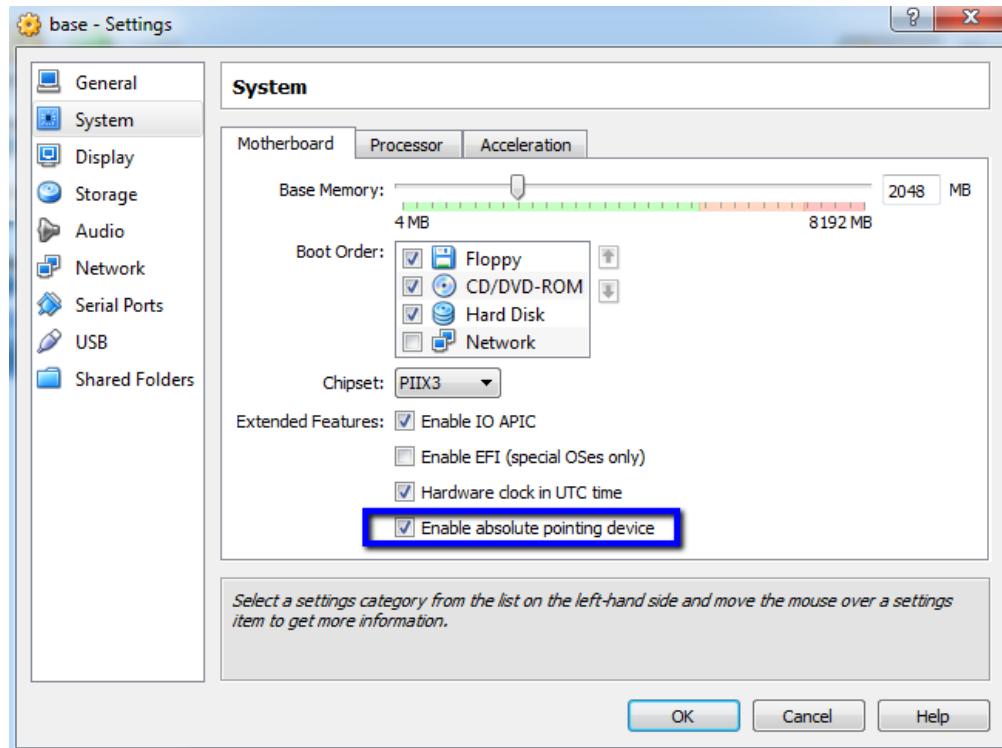 base - Settings
General
System
Display
Storage
Audio
Network
Serial Ports
USB
Shared Folders
System
Motherboard Processor Acceleration
Base Memory: 2048 MB
4 MB 8192 MB
Boot Order: Floppy
CD/DVD-ROM
Hard Disk
Network
Chipset: PIIX3
Extended Features: Enable IO APIC
Enable EFI (special OSes only)
Hardware clock in UTC time
Enable absolute pointing device
Select a settings category from the list on the left-hand side and move the mouse over a settings
item to get more information.
OK Cancel Help